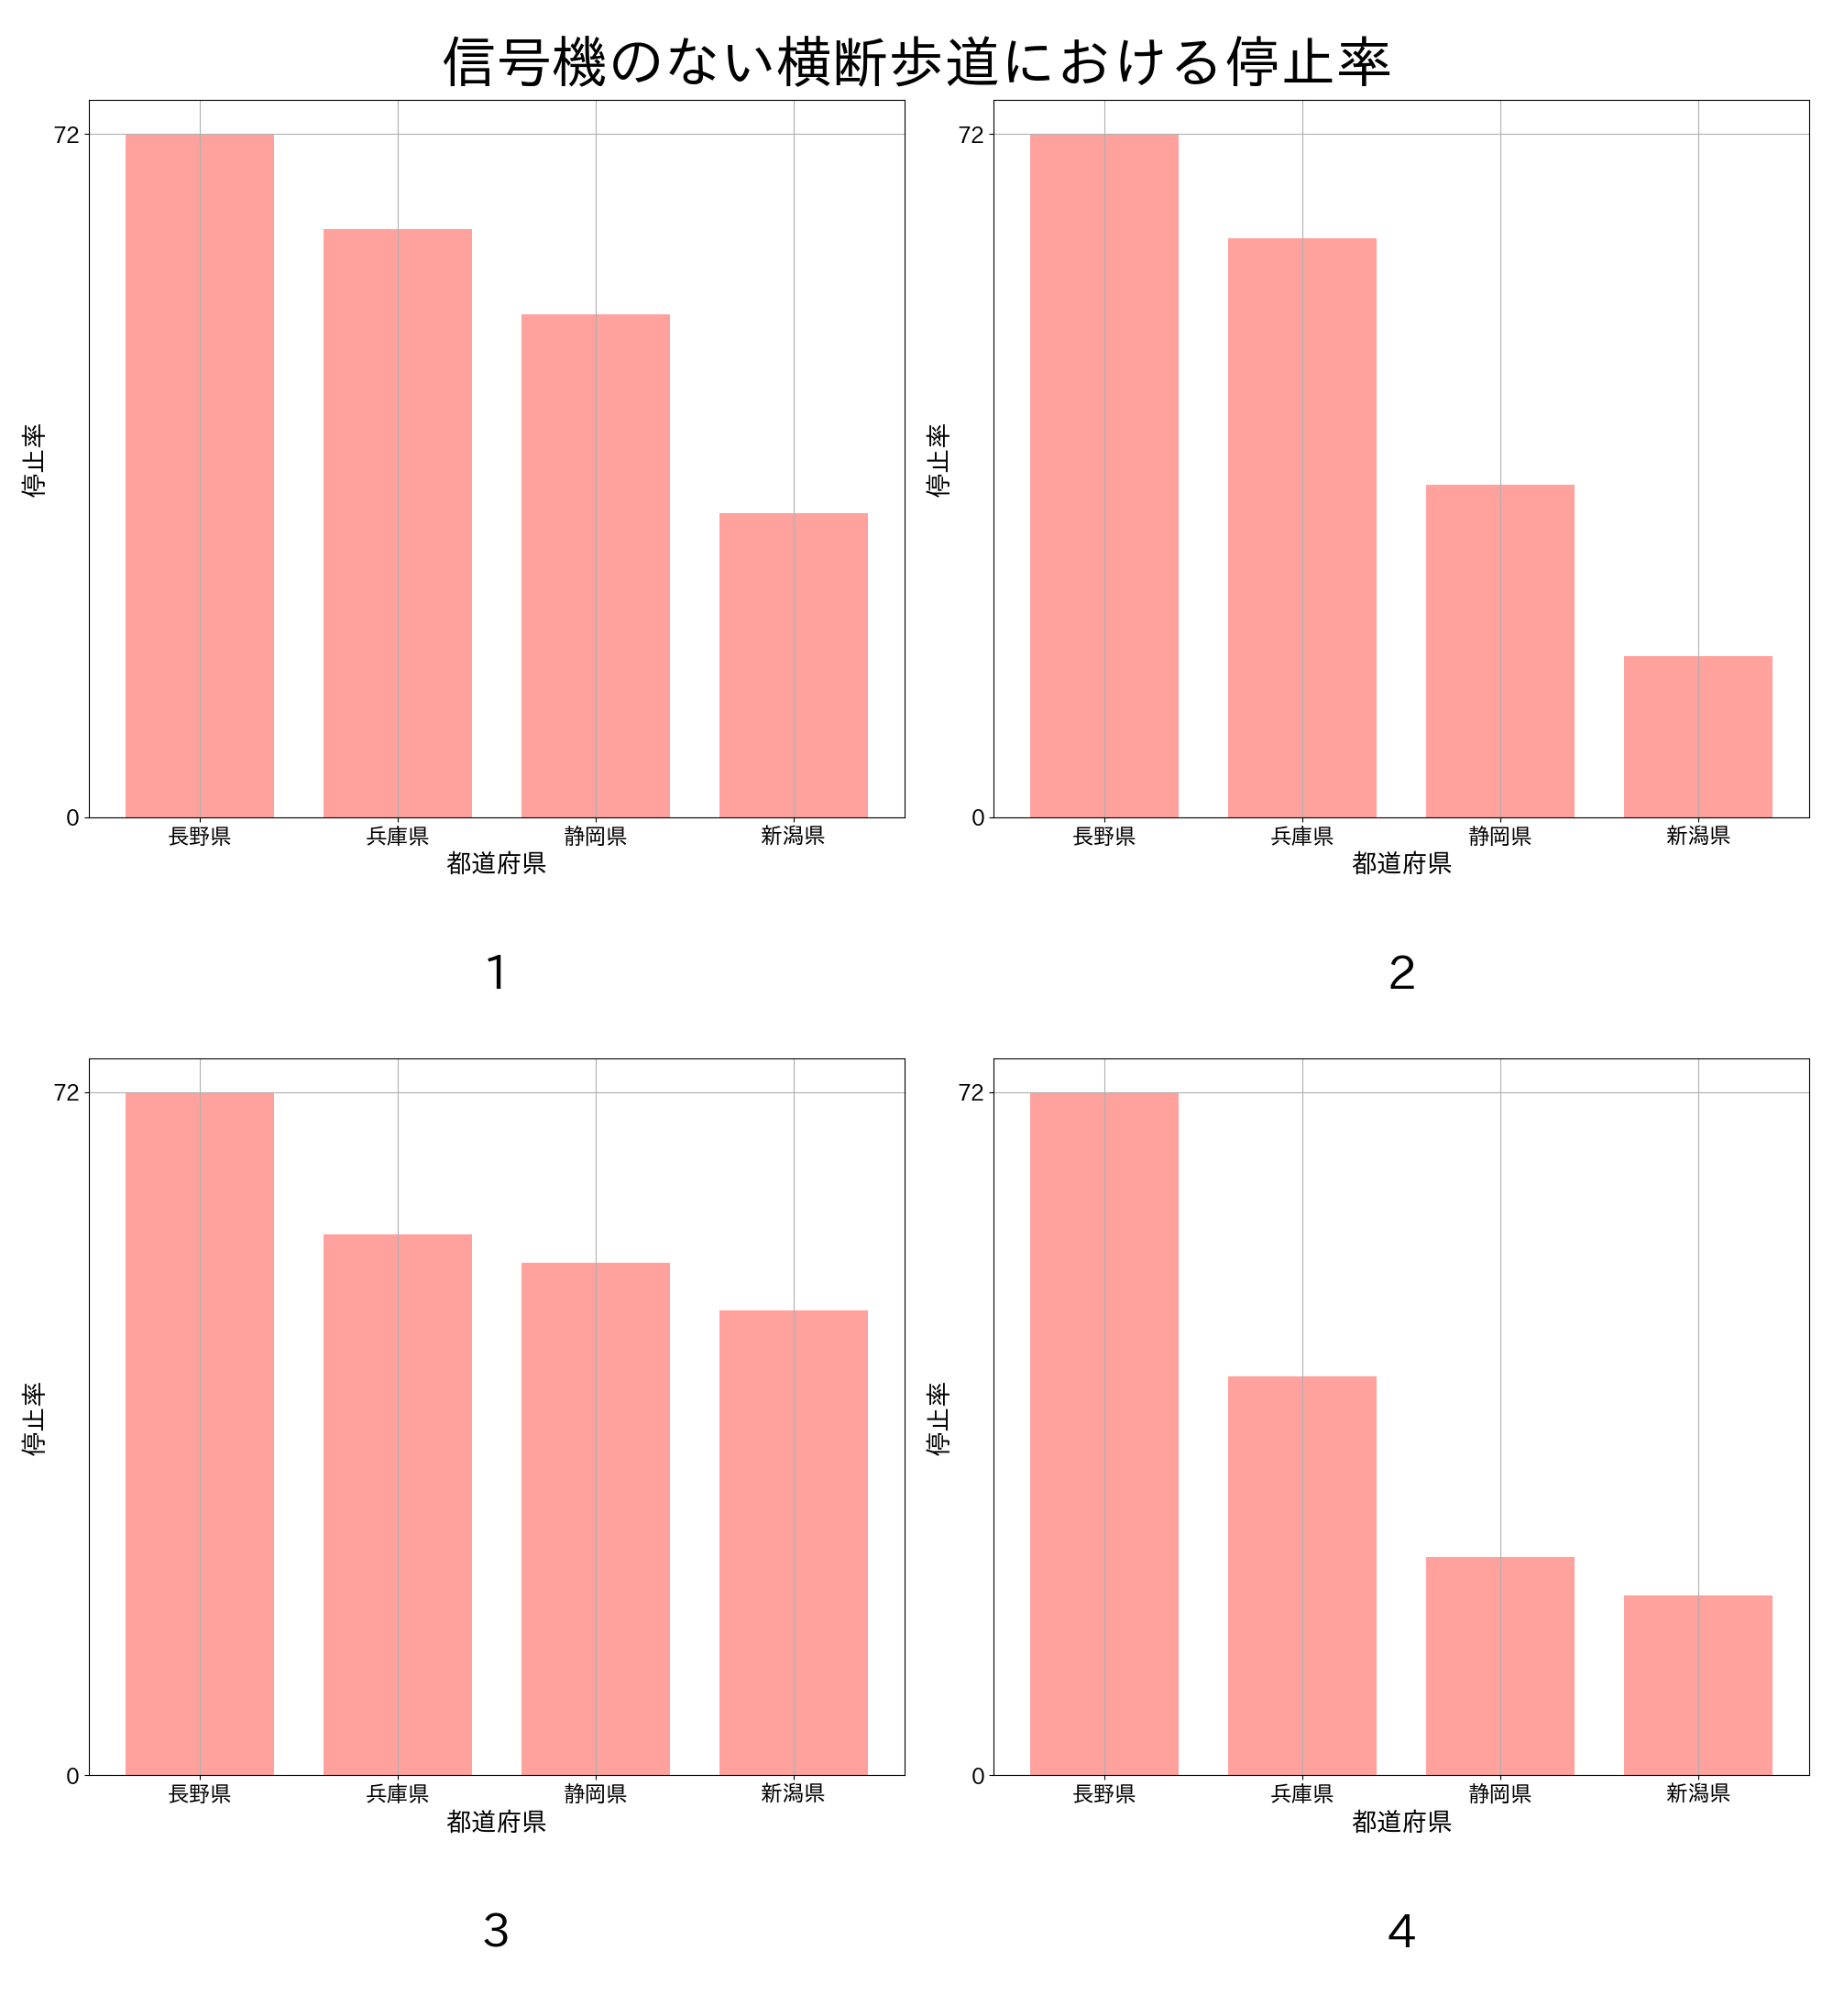 信号機のない横断歩道における停止率
72
0
停止率
長野県 兵庫県 静岡県 新潟県
都道府県
1
72
0
停止率
長野県 兵庫県 静岡県 新潟県
都道府県
2
72
0
停止率
長野県 兵庫県 静岡県 新潟県
都道府県
3
72
0
停止率
長野県 兵庫県 静岡県 新潟県
都道府県
4